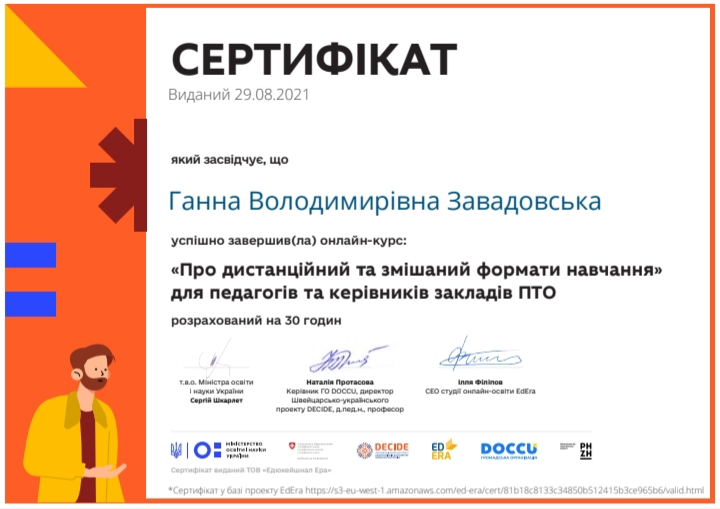 СЕРТИФІКАТ
Виданий 29.08.2021
який засвідчує, що
Ганна Володимирівна Завадовська
успішно завершив(ла) онлайн-курс:
«Про дистанційний та змішаний формати навчання»
для педагогів та керівників закладів ПТО
розрахований на 30 годин
т.в.о. Міністра освіти
і науки України
Сергій Шкарлет
Наталія Протасова
Керівник ГО DOCCU, директор
Швейцарсько-українського
проекту DECIDE, д.пед.н., професор
Ілля Філіпов
CEO студії онлайн-освіти EdEra
МІНІСТЕРСТВО
ОСВІТИ І НАУКИ
УКРАЇНИ
DECIDE
ED
ERA
DOCCU
ГРОМАДСЬКА ОРГАНІЗАЦІЯ
PH
ZH
Сертифікат виданий ТОВ «Едюкейшнал Ера»
*Сертифікат у базі проекту EdEra https://s3-eu-west-1.amazonaws.com/ed-era/cert/81b18c8133c34850b512415b3ce965b6/valid.html